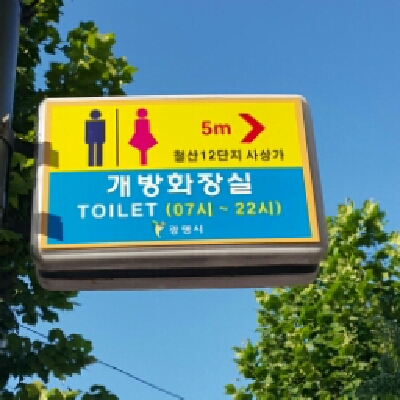 5m
철산12단지 사상가
개방화장실
TOILET (07시 ~ 22시)
광명시